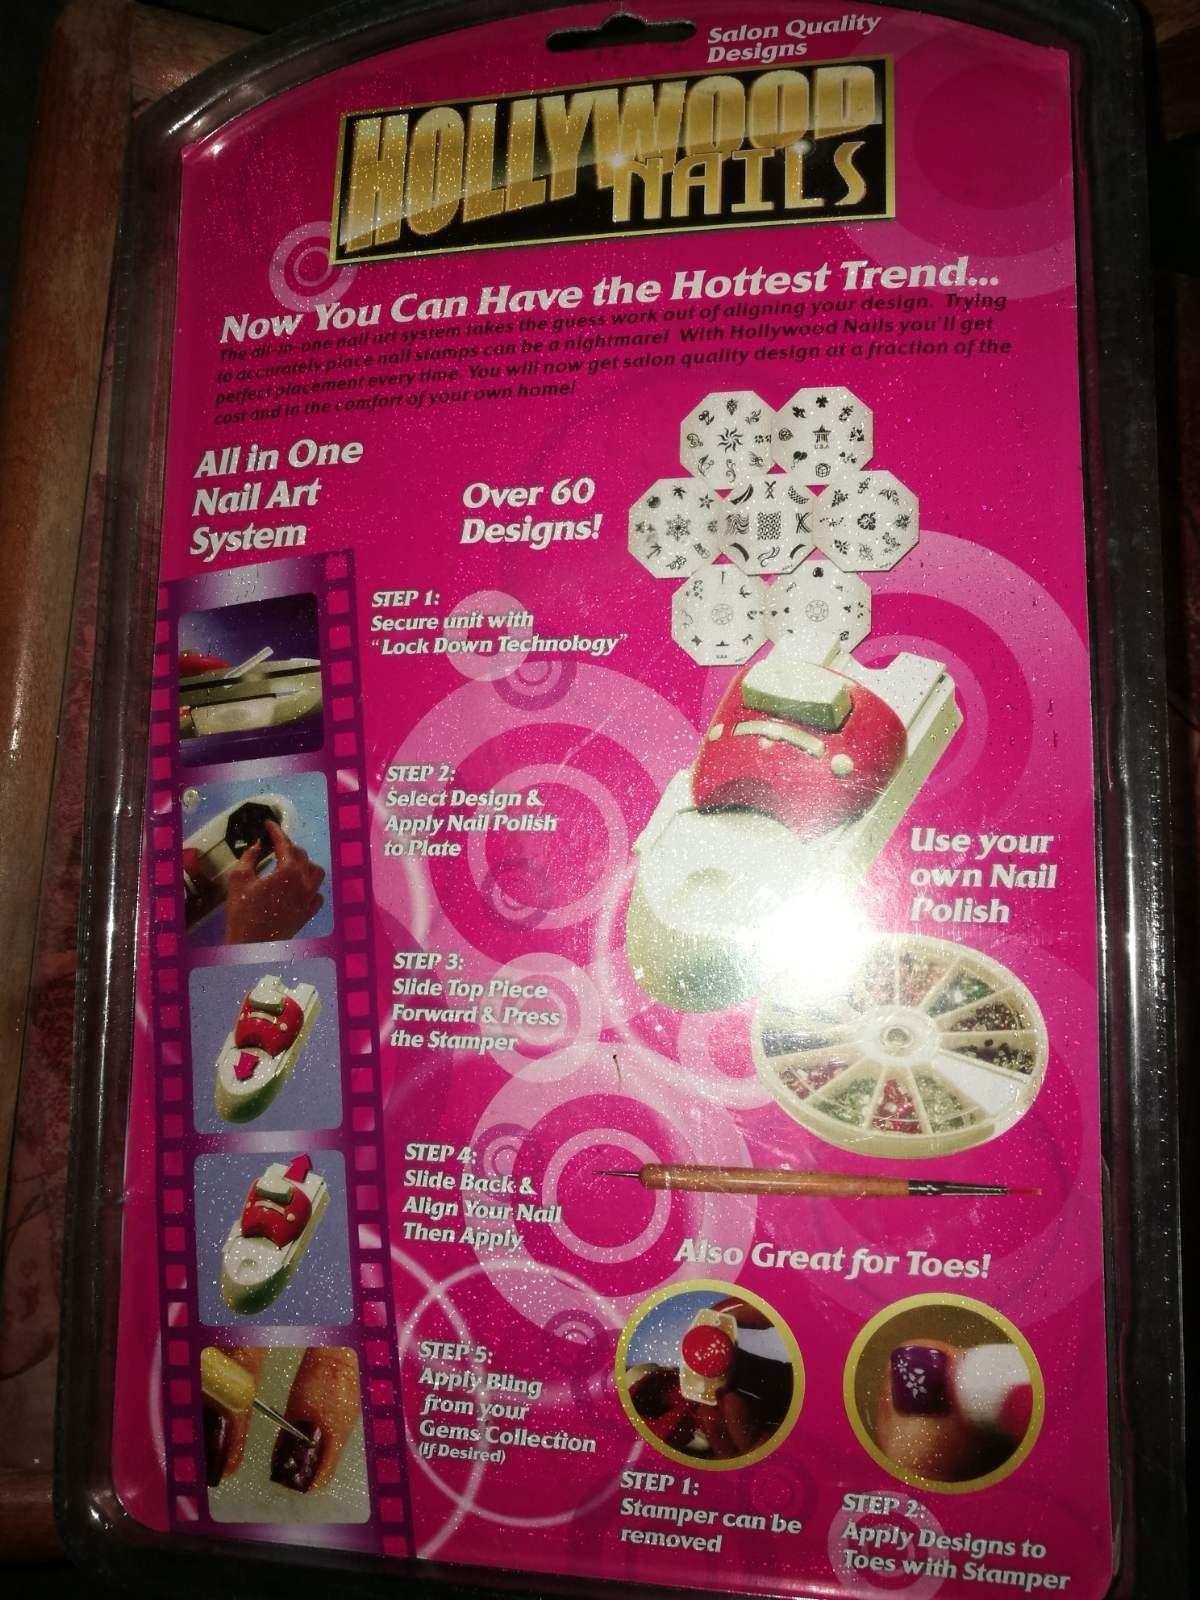 Salon Quality
Designs
HOLLYWOOD
NAILS
Now You Can Have the Hottest Trend...
The all-in-one nail art system takes the guess work out of aligning your design. Trying
to accurately place nail stamps can be a nightmare! With Hollywood Nails you'll get
perfect placement every time. You will now get salon quality design at a fraction of the
cost and in the comfort of your own home!
All in One
Nail Art
System
Over 60
Designs!
STEP 1:
Secure unit with
"Lock Down Technology"
STEP 2:
Select Design &
Apply Nail Polish
to Plate
Use your
own Nail
Polish
STEP 3:
Slide Top Piece
Forward & Press
the Stamper
STEP 4:
Slide Back &
Align Your Nail
Then Apply
Also Great for Toes!
STEP 5:
Apply Bling
from your
Gems Collection
(If Desired)
STEP 1:
Stamper can be
removed
STEP 2:
Apply Designs to
Toes with Stamper